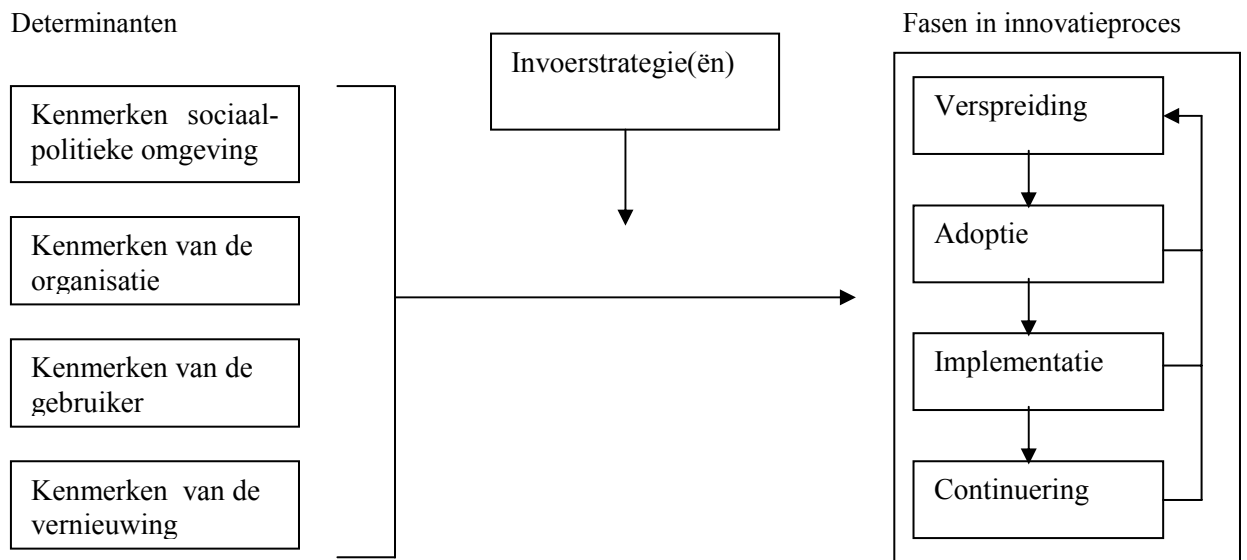 Determinanten
Kenmerken sociaal-
politieke omgeving
Kenmerken van de
organisatie
Kenmerken van de
gebruiker
Kenmerken van de
vernieuwing
Invoerstrategie(ën)
Fasen in innovatieproces
Verspreiding
Adoptie
Implementatie
Continuering